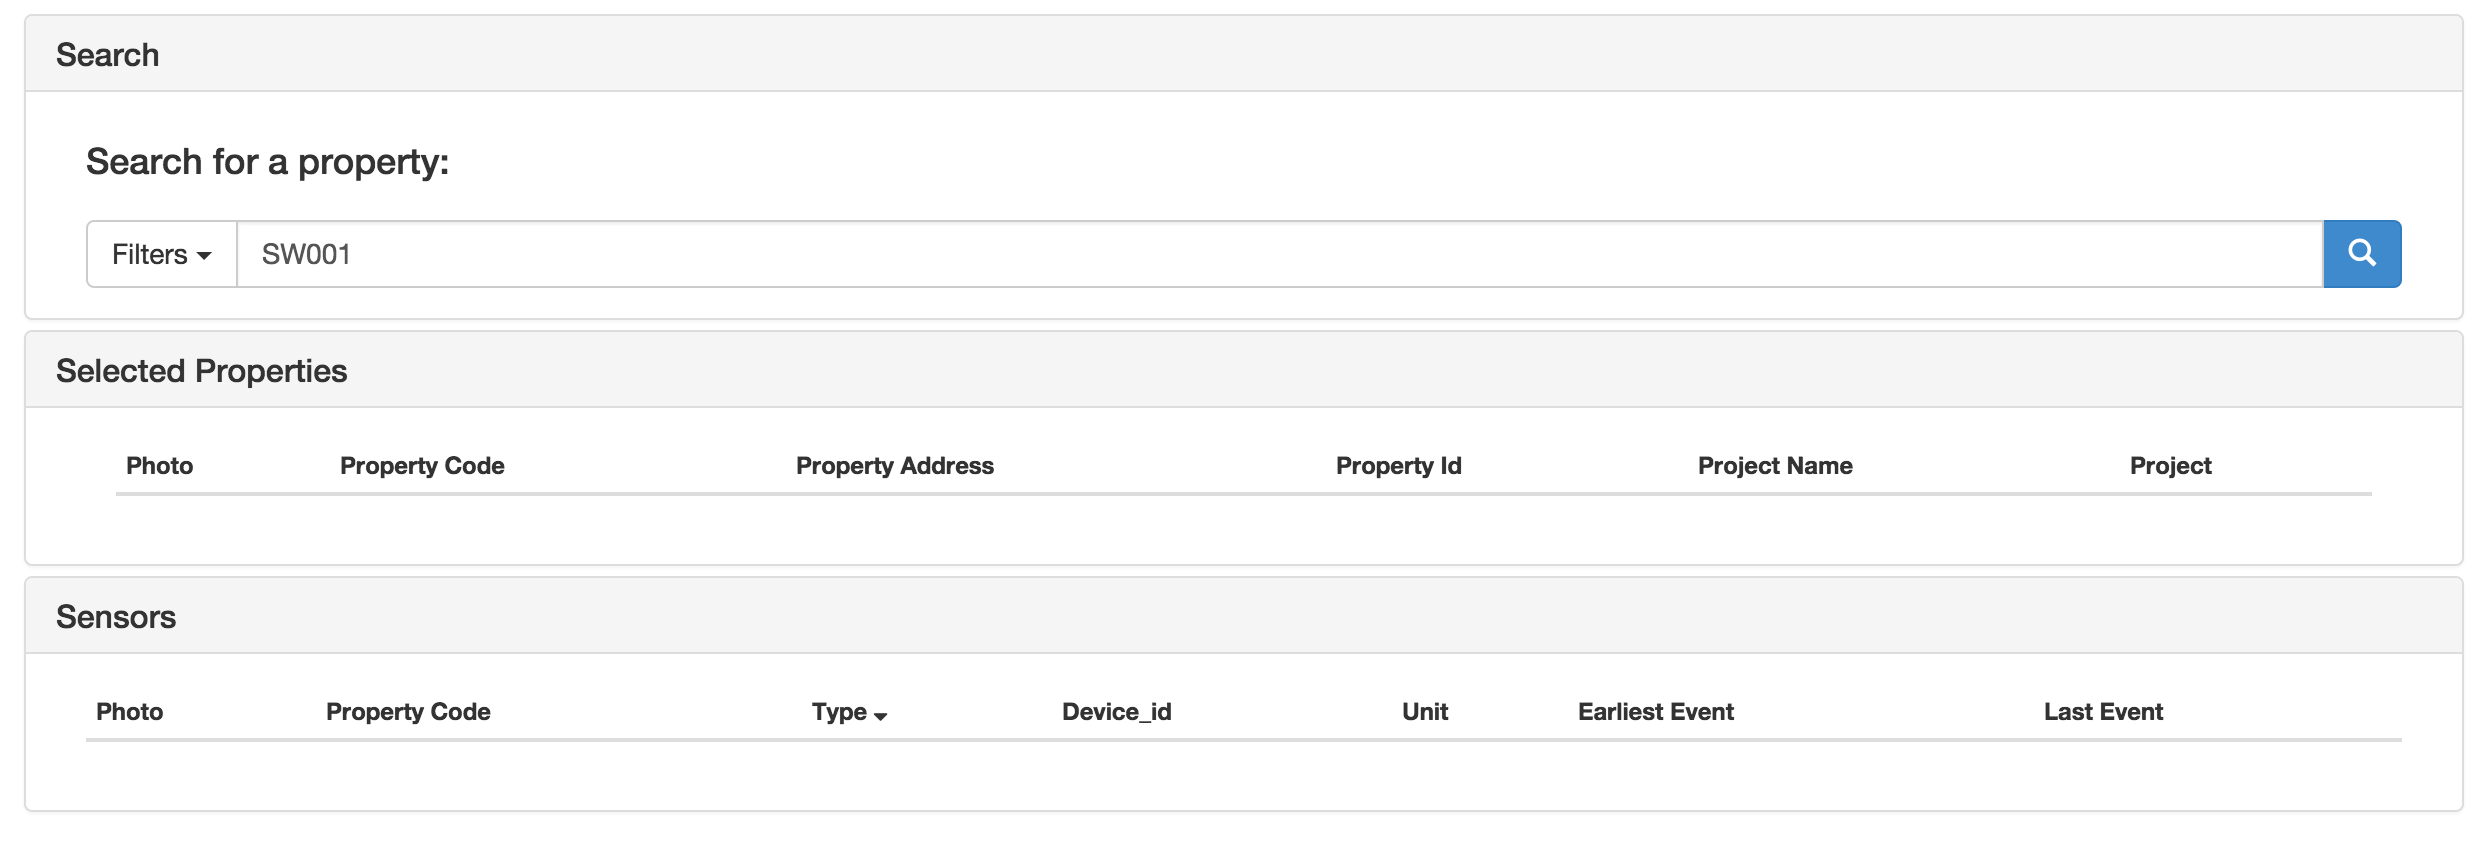 Search
Search for a property:
Filters SW001
Selected Properties
Photo Property Code Property Address Property Id Project Name Project
Sensors
Photo Property Code Type Device_id Unit Earliest Event Last Event